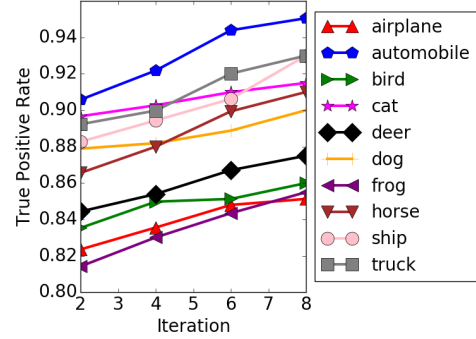 True Positive Rate
0.94
0.92
0.90
0.88
0.86
0.84
0.82
0.80
2 3 4 5 6 7 8
Iteration
airplane
automobile
bird
cat
deer
dog
frog
horse
ship
truck